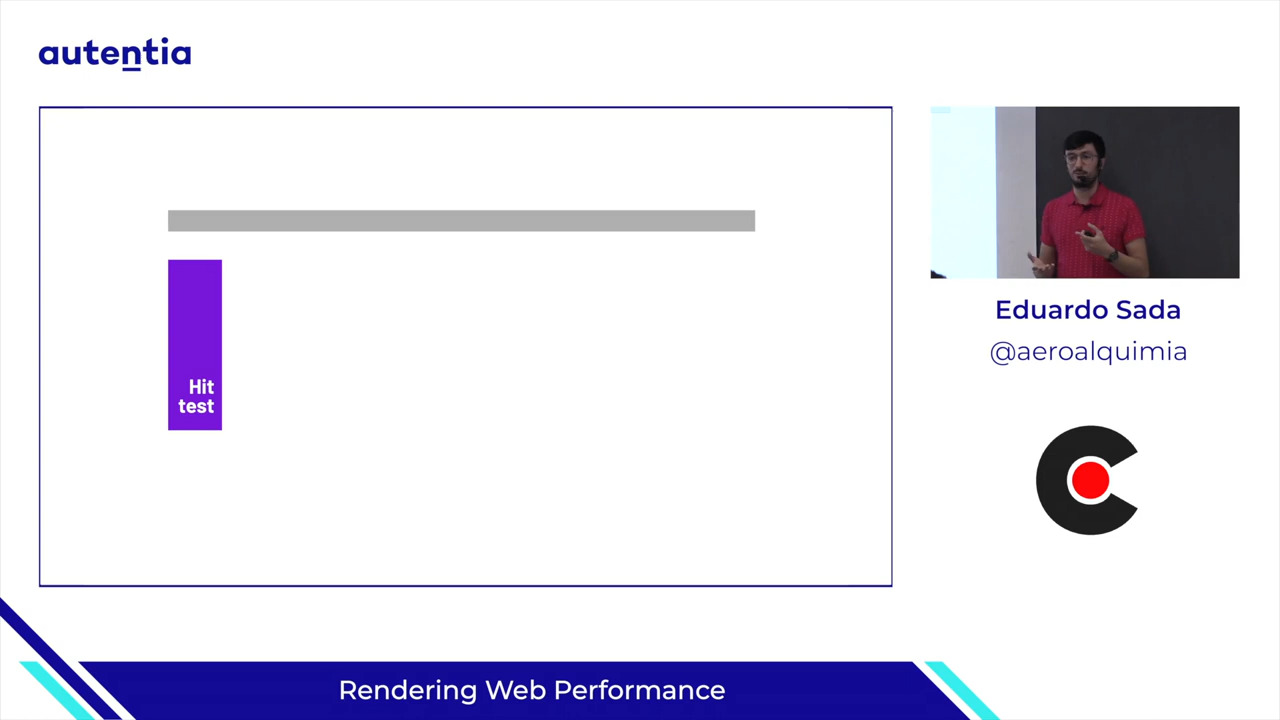 autentia
Hit
test
Eduardo Sada
@aeroalquimia
Rendering Web Performance